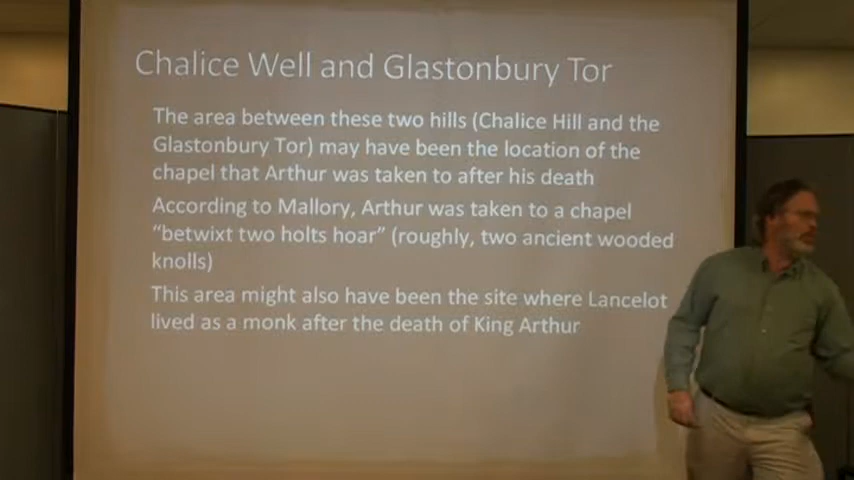 Chalice Well and Glastonbury Tor
The area between these two hills (Chalice Hill and the
Glastonbury Tor) may have been the location of the
chapel that Arthur was taken to after his death
According to Mallory, Arthur was taken to a chapel
“betwixt two holts hoar” (roughly, two ancient wooded
knolls)
This area might also have been the site where Lancelot
lived as a monk after the death of King Arthur